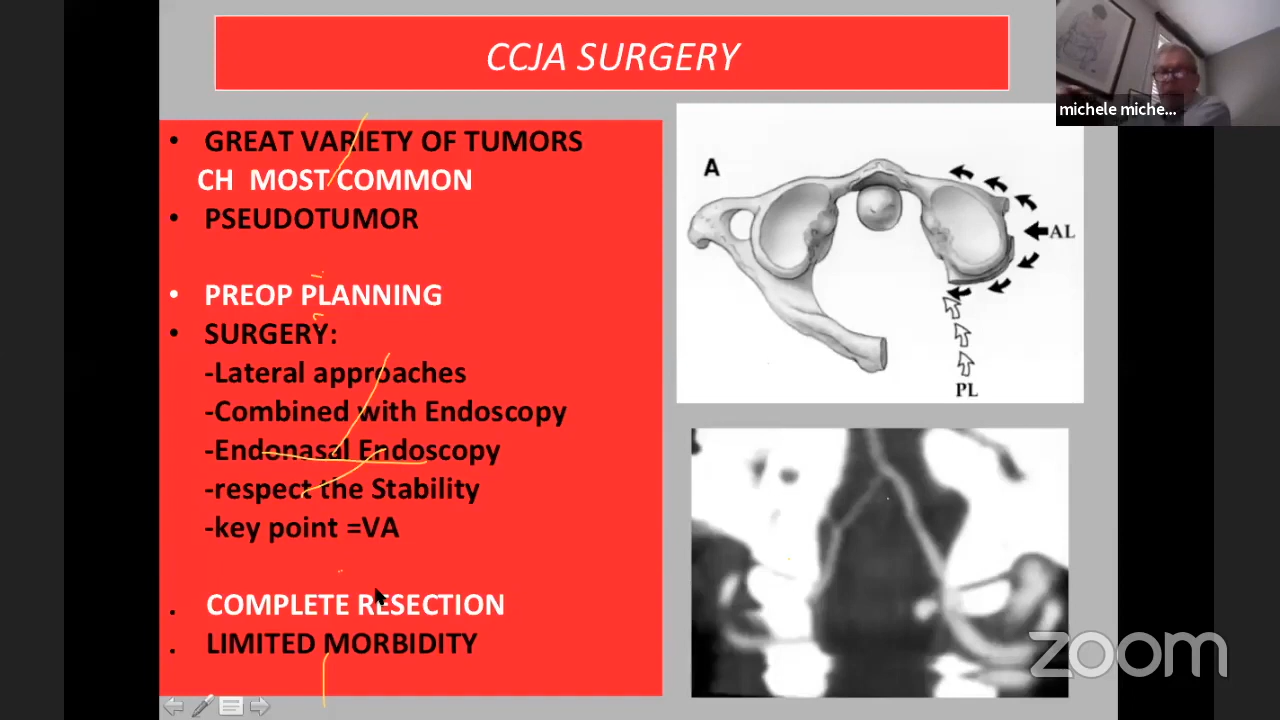 CCJA SURGERY
michele miche...
• GREAT VARIETY OF TUMORS
CH MOST COMMON
• PSEUDOTUMOR
• PREOP PLANNING
• SURGERY:
-Lateral approaches
-Combined with Endoscopy
-Endonasal Endoscopy
-respect the Stability
-key point =VA
. COMPLETE RESECTION
. LIMITED MORBIDITY
A
AL
PL
zoom